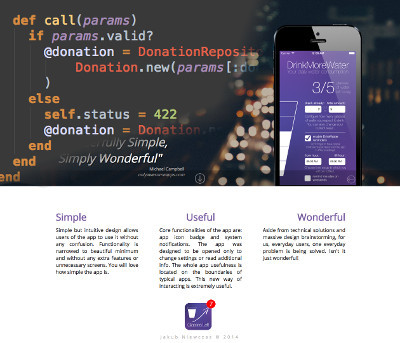 def call(params)
if params.valid?
@donation = DonationReposit
Donation.new(params[:do
)
else
self.status = 422
@donation = Donation.
end
end
end
Simply Wonderful"
Michael Campbell
DrinkMoreWater
3/5
Simple
Simple but intuitive design allows
users of the app to use it without
any confusion. Functionality is
narrowed to beautiful minimum
and without any extra features or
unnecessary screens. You will love
how simple the app is.
Useful
Core functionalities of the app are:
app icon badge and system
notifications. The app was
designed to be opened only to
change settings or read additional
info. The whole app usefulness is
located on the boundaries of
typical apps. This new way of
interacting is extremely useful.
Wonderful
Aside from technical solutions and
massive design brainstorming, for
us, everyday users, one everyday
problem is being solved. Isn't it
just wonderful!